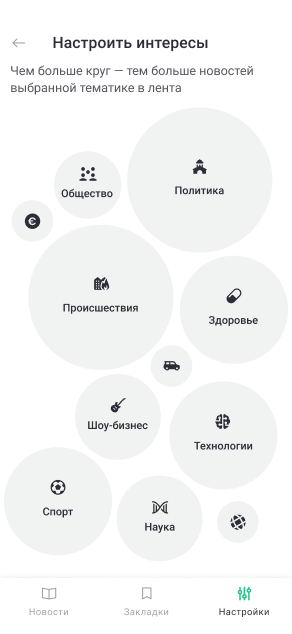 Настроить интересы
Чем больше круг — тем больше новостей
выбранной тематике в лента
Общество
Политика
€
Происшествия
Здоровье
Шоу-бизнес
Технологии
Спорт
Наука
Новости
Закладки
Настройки